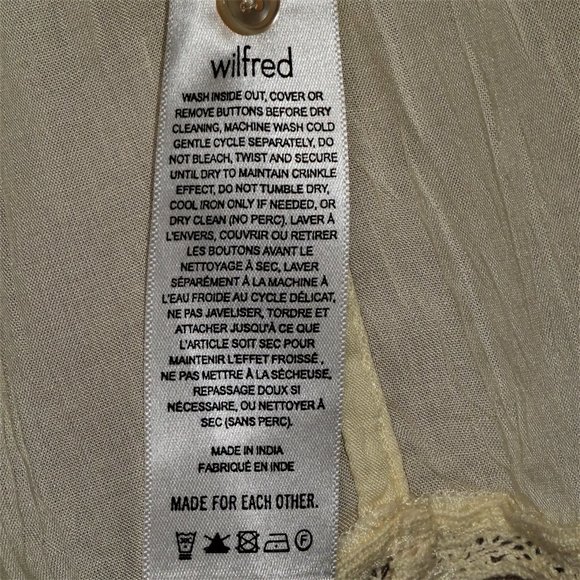 wilfred
WASH INSIDE OUT, COVER OR
REMOVE BUTTONS BEFORE DRY
CLEANING, MACHINE WASH COLD
GENTLE CYCLE SEPARATELY, DO
NOT BLEACH, TWIST AND SECURE
UNTIL DRY TO MAINTAIN CRINKLE
EFFECT, DO NOT TUMBLE DRY,
COOL IRON ONLY IF NEEDED, OR
DRY CLEAN (NO PERC). LAVER À
L'ENVERS, COUVRIR OU RETIRER
LES BOUTONS AVANT LE
NETTOYAGE À SEC, LAVER
SÉPARÉMENT À LA MACHINE À
L'EAU FROIDE AU CYCLE DÉLICAT,
NE PAS JAVELISER, TORDRE ET
ATTACHER JUSQU'À CE QUE
L'ARTICLE SOIT SEC POUR
MAINTENIR L'EFFET FROISSÉ ,
NE PAS METTRE À LA SÉCHEUSE,
REPASSAGE DOUX SI
NÉCESSAIRE, OU NETTOYER À
SEC (SANS PERC).
MADE IN INDIA
FABRIQUÉ EN INDE
MADE FOR EACH OTHER.
F